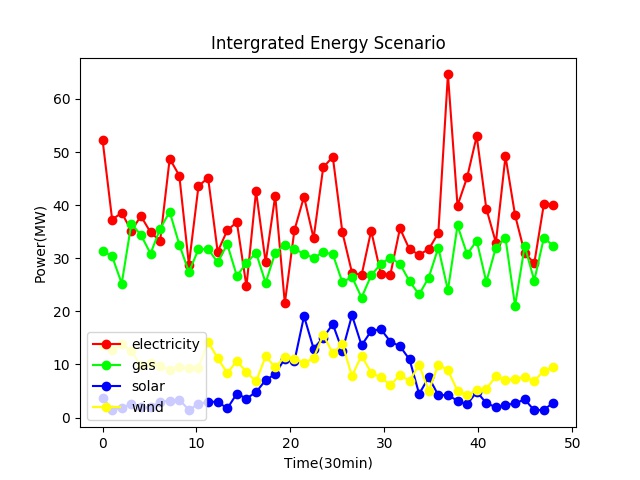 Intergrated Energy Scenario
Power(MW)
60
50
40
30
20
10
0
electricity
gas
solar
wind
0 10 20 30 40 50
Time(30min)